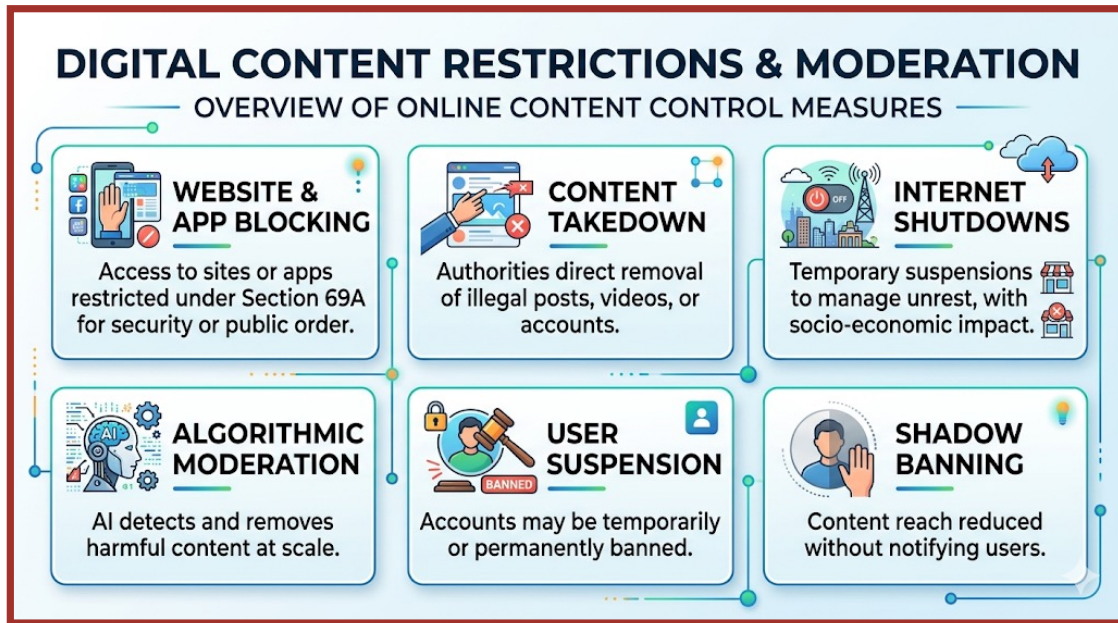 DIGITAL CONTENT RESTRICTIONS & MODERATION
OVERVIEW OF ONLINE CONTENT CONTROL MEASURES
WEBSITE &
APP BLOCKING
Access to sites or apps
restricted under Section 69A
for security or public order.
CONTENT
TAKEDOWN
Authorities direct removal
of illegal posts, videos, or
accounts.
OFF
INTERNET
SHUTDOWNS
Temporary suspensions
to manage unrest, with
socio-economic impact.
AI
ALGORITHMIC
MODERATION
AI detects and removes
harmful content at scale.
BANNED
USER
SUSPENSION
Accounts may be temporarily
or permanently banned.
SHADOW
BANNING
Content reach reduced
without notifying users.